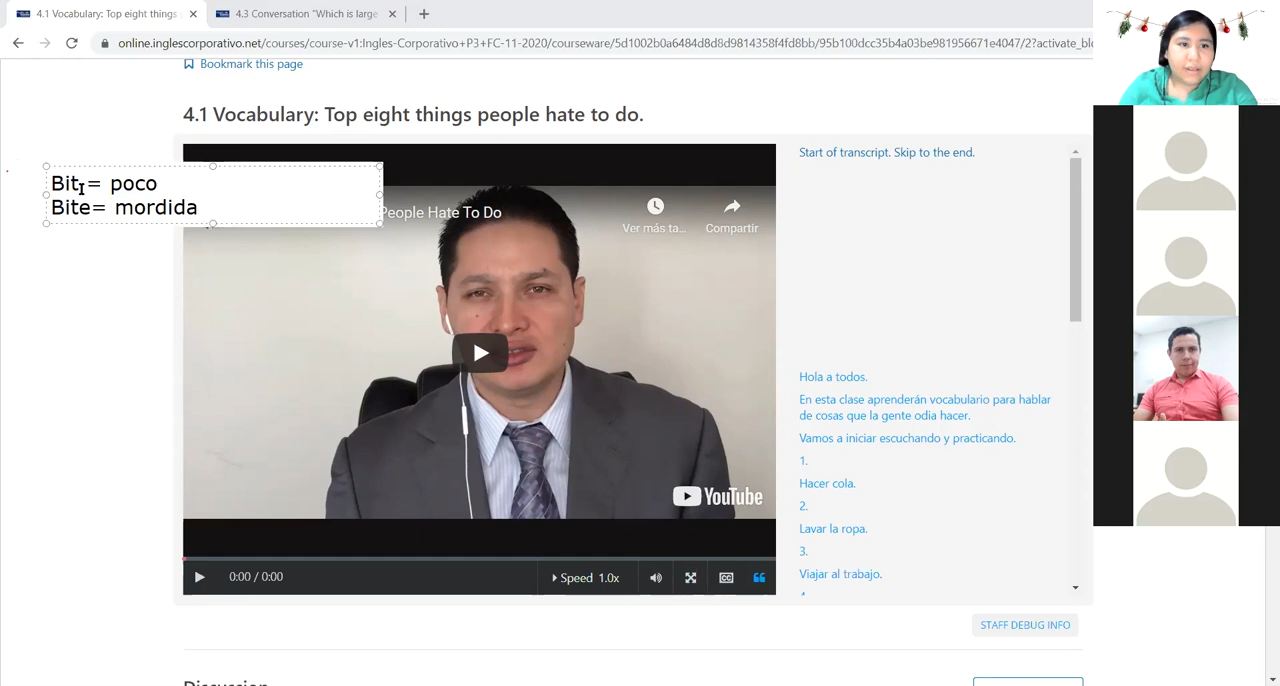 4.1 Vocabulary: Top eight things
4.3 Conversation "Which is large
online.inglescorporativo.net/courses/course-v1:Ingles-Corporativo+P3+FC-11-2020/courseware/5d1002b0a6484d8d8d9814358f4fd8bb/95b100dcc35b4a03be981956671e4047/2?activate_blo
Bookmark this page
4.1 Vocabulary: Top eight things people hate to do.
Bit = poco
Bite= mordida
People Hate To Do
Ver más ta...
Compartir
YouTube
0:00 / 0:00
Speed 1.0x
Start of transcript. Skip to the end.
Hola a todos.
En esta clase aprenderán vocabulario para hablar
de cosas que la gente odia hacer.
Vamos a iniciar escuchando y practicando.
1.
Hacer cola.
2.
Lavar la ropa.
3.
Viajar al trabajo.
STAFF DEBUG INFO
Discussion